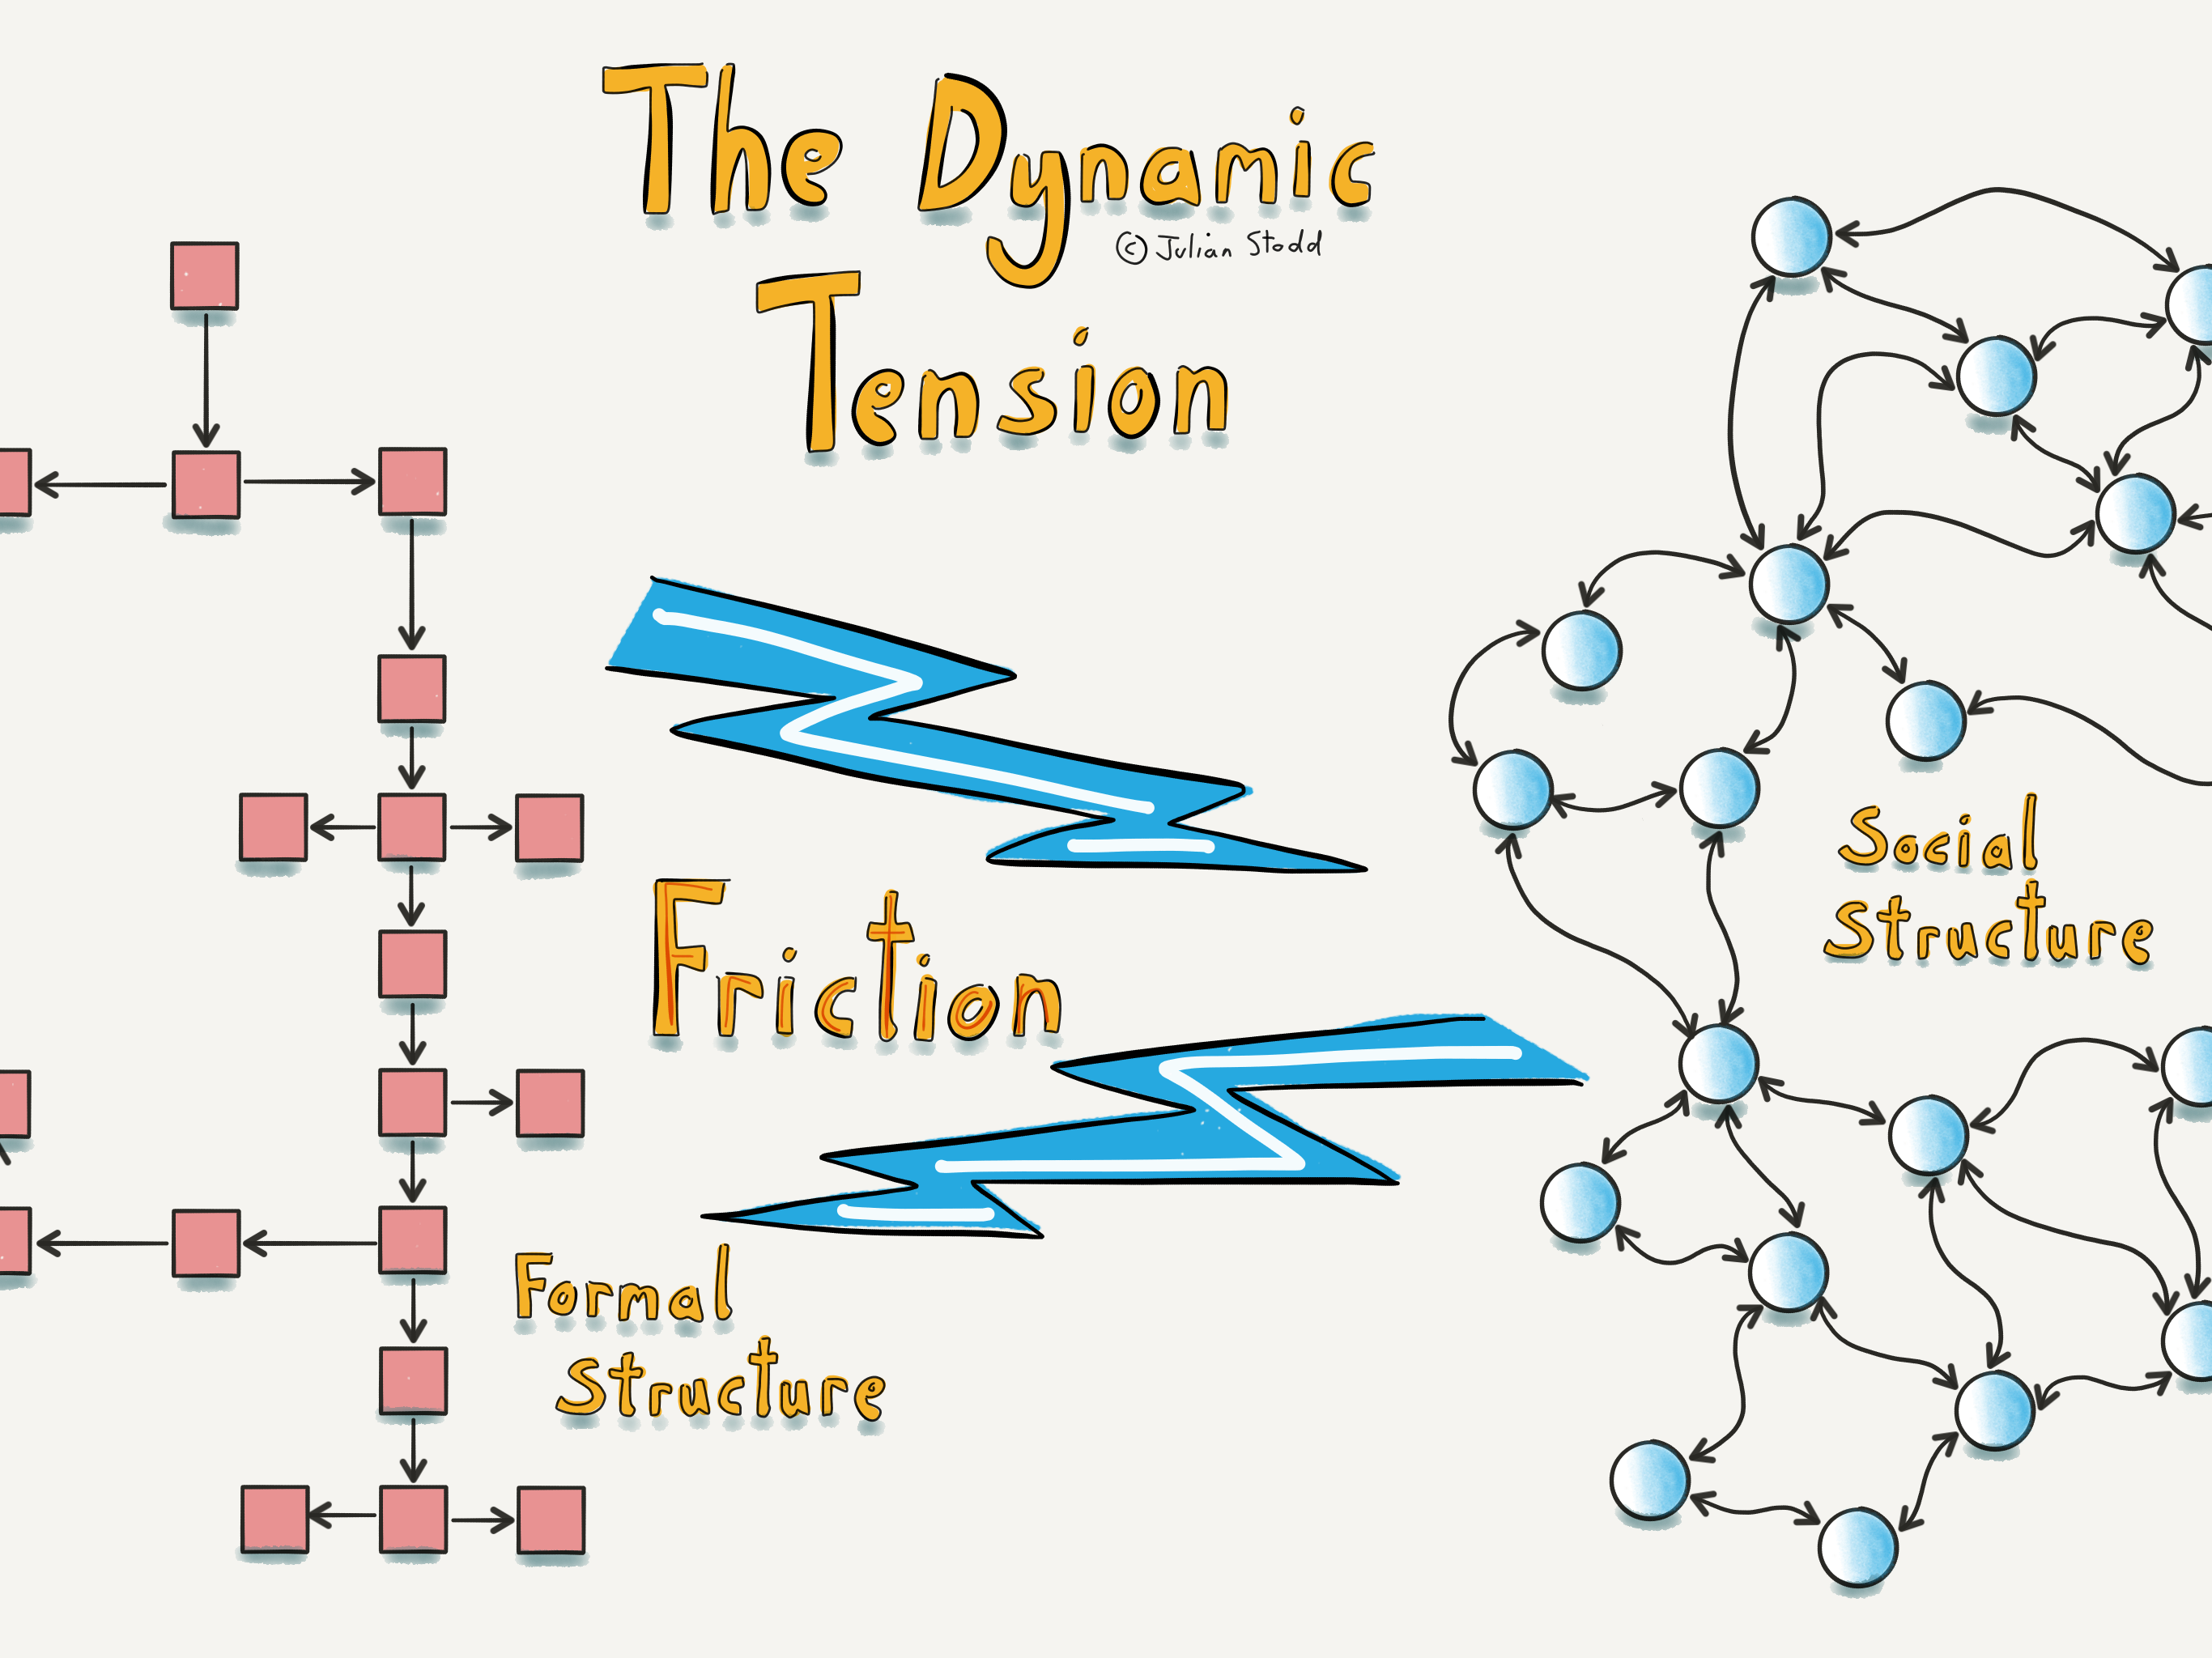 The Dynamic
© Julian Stodd
Tension
Friction
Social
Structure
Formal
Structure